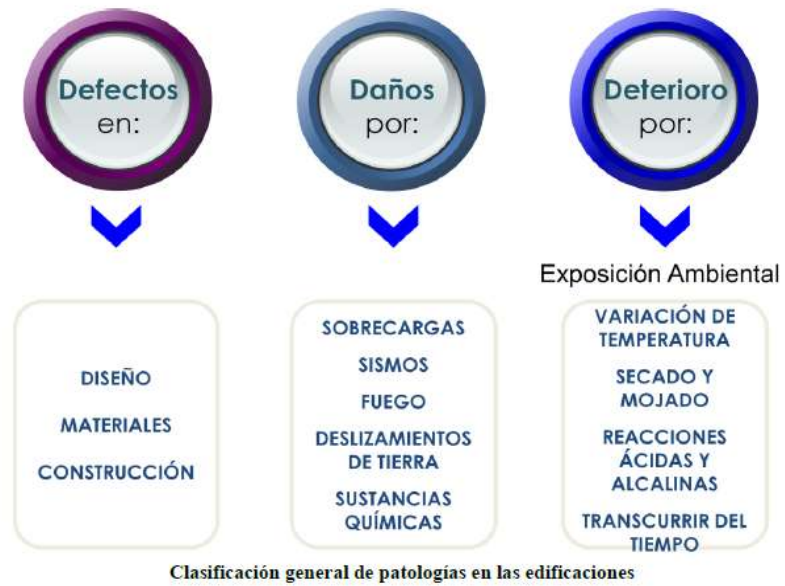 Defectos
en:
DISEÑO
MATERIALES
CONSTRUCCIÓN
Daños
por:
SOBRECARGAS
SISMOS
FUEGO
DESLIZAMIENTOS
DE TIERRA
SUSTANCIAS
QUÍMICAS
Deterioro
por:
Exposición Ambiental
VARIACIÓN DE
TEMPERATURA
SECADO Y
MOJADO
REACCIONES
ÁCIDAS Y
ALCALINAS
TRANSCURRIR DEL
TIEMPO
Clasificación general de patologías en las edificaciones